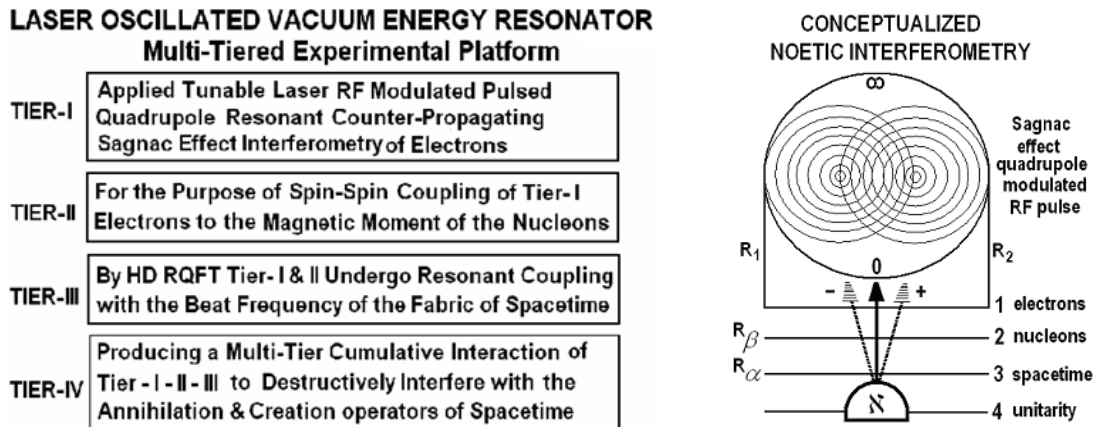 LASER OSCILLATED VACUUM ENERGY RESONATOR
Multi-Tiered Experimental Platform
TIER-I
Applied Tunable Laser RF Modulated Pulsed
Quadrupole Resonant Counter-Propagating
Sagnac Effect Interferometry of Electrons
TIER-II
For the Purpose of Spin-Spin Coupling of Tier-I
Electrons to the Magnetic Moment of the Nucleons
TIER-III
By HD RQFT Tier-I & II Undergo Resonant Coupling
with the Beat Frequency of the Fabric of Spacetime
TIER-IV
Producing a Multi-Tier Cumulative Interaction of
Tier-I-II-III to Destructively Interfere with the
Annihilation & Creation operators of Spacetime
CONCEPTUALIZED
NOETIC INTERFEROMETRY
∞
Sagnac
effect
quadrupole
modulated
RF pulse
R1
R2
0
- +
1 electrons
Rβ 2 nucleons
Rα 3 spacetime
ℵ 4 unitarity